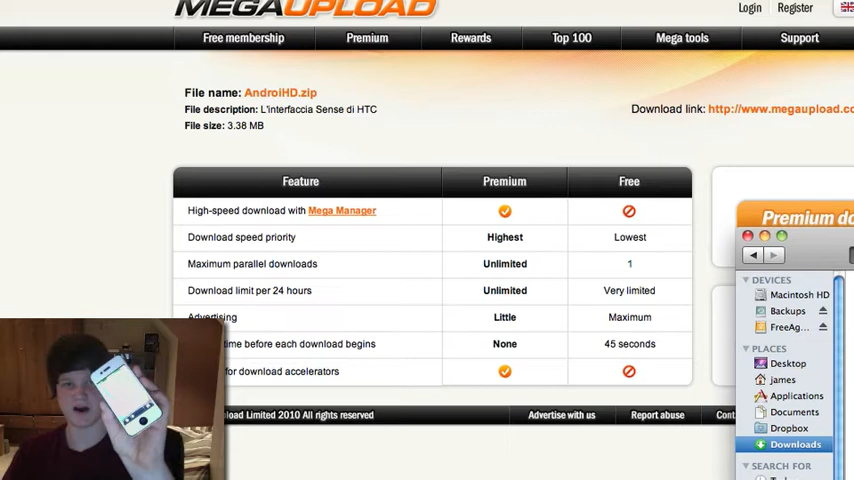 MEGAUPLOAD
Login Register
Free membership Premium Rewards Top 100 Mega tools Support
File name: AndroiHD.zip
File description: L'interfaccia Sense di HTC
File size: 3.38 MB
Download link: http://www.megaupload.co
Feature Premium Free
High-speed download with Mega Manager
Download speed priority Highest Lowest
Maximum parallel downloads Unlimited 1
Download limit per 24 hours Unlimited Very limited
Advertising Little Maximum
time before each download begins None 45 seconds
for download accelerators
Limited 2010 All rights reserved Advertise with us Report abuse
Premium
DEVICES
Macintosh HD
Backups
FreeAg...
PLACES
Desktop
james
Applications
Documents
Dropbox
Downloads
SEARCH FOR